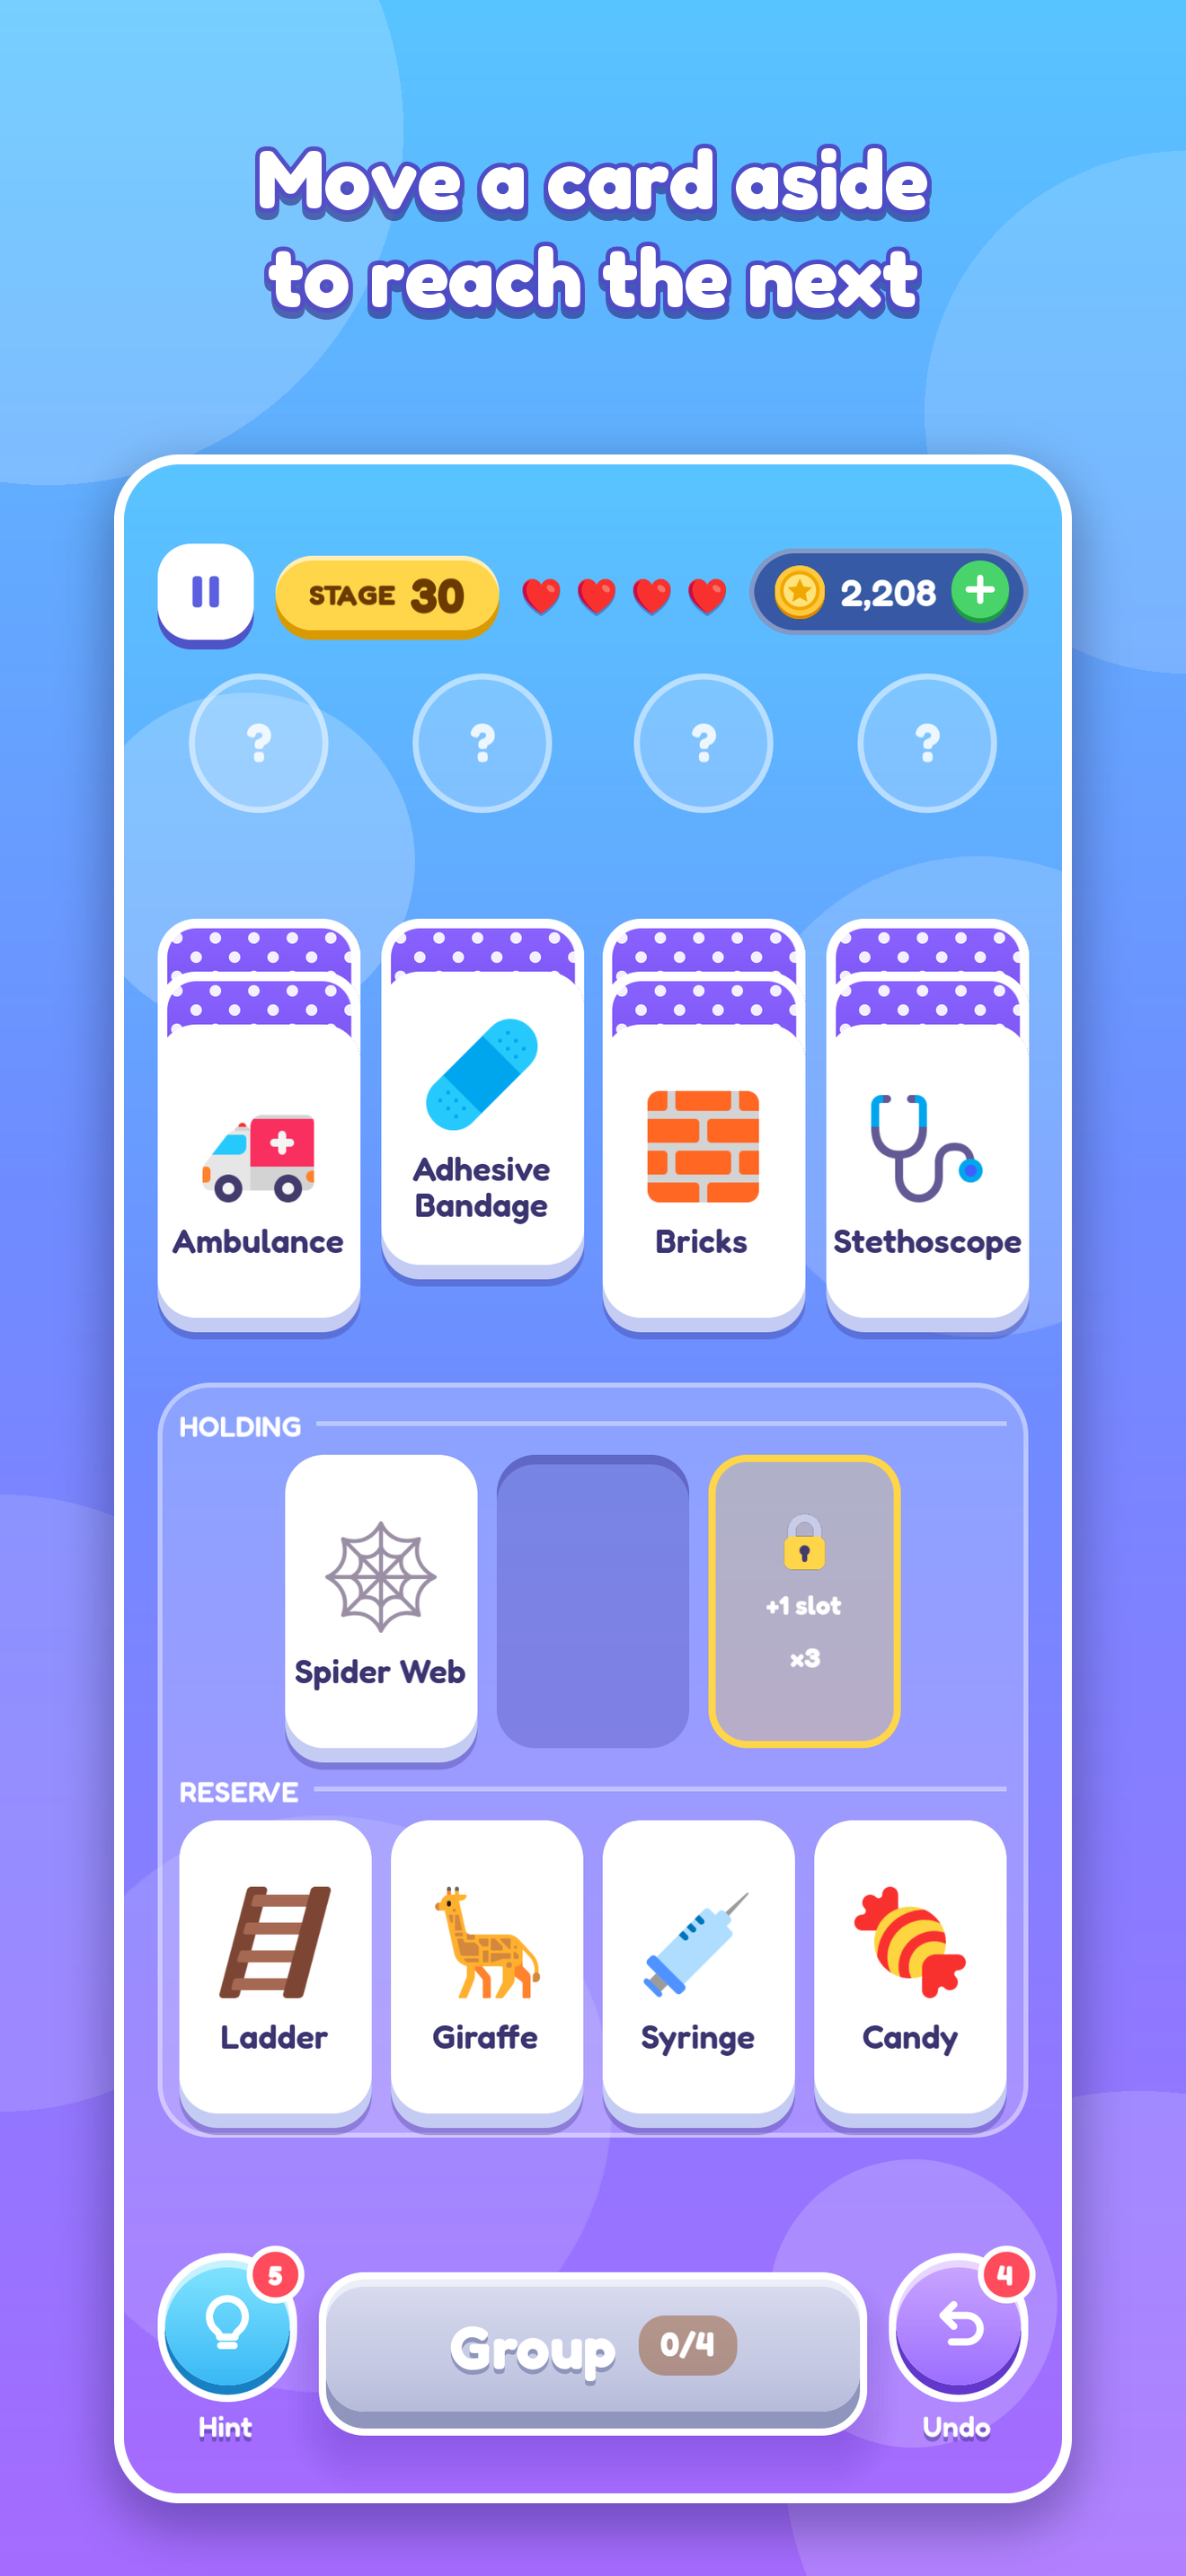 Move a card aside
to reach the next
STAGE 30
2,208
? ? ? ?
Ambulance
Adhesive
Bandage
Bricks
Stethoscope
HOLDING
Spider Web
+1 slot
x3
RESERVE
Ladder
Giraffe
Syringe
Candy
5
Hint
Group 0/4
4
Undo